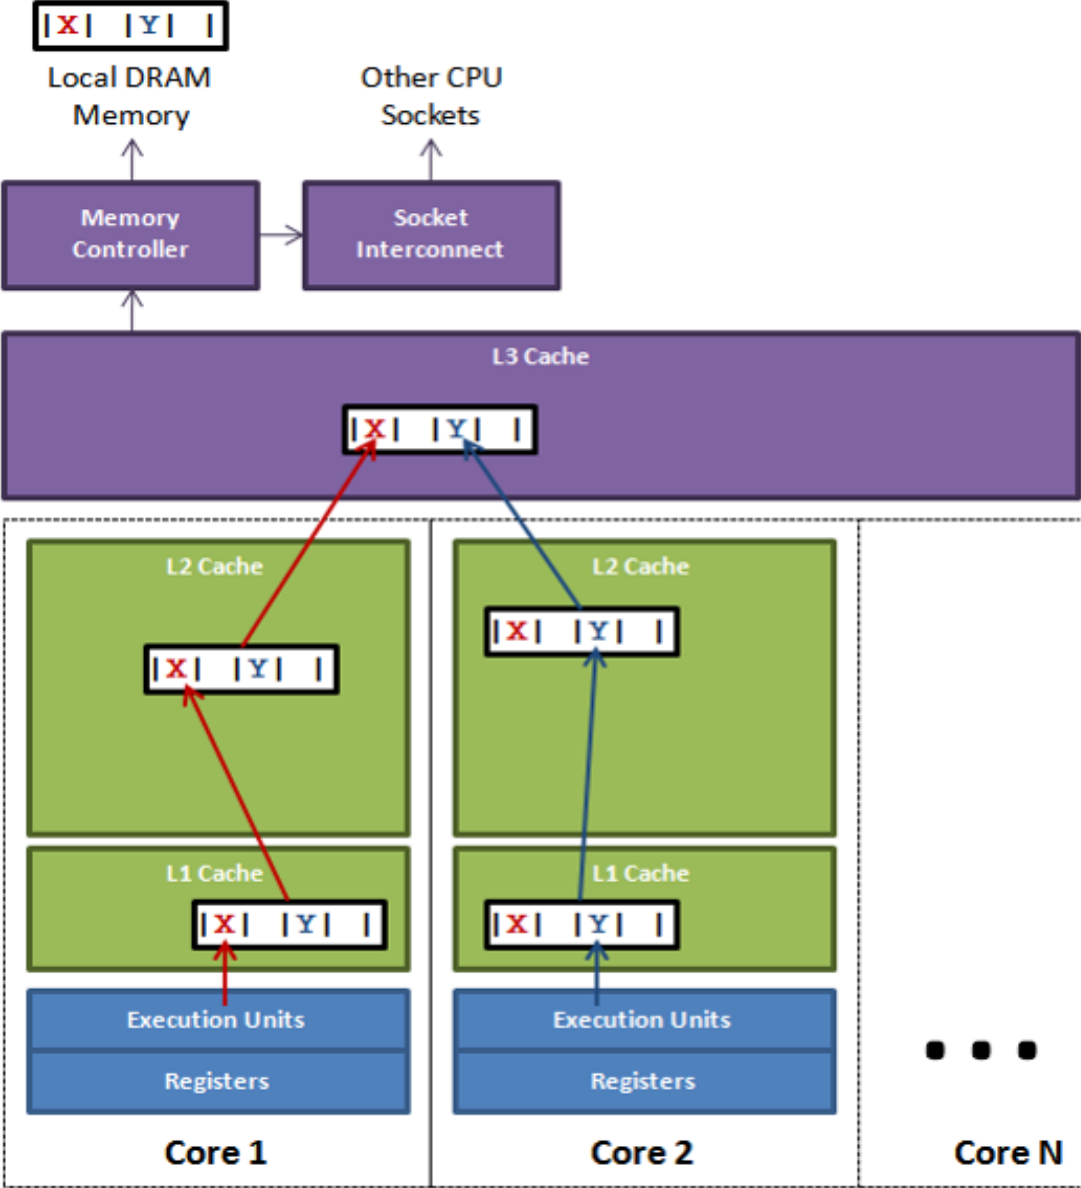 |X| |Y| |
Local DRAM
Memory
Other CPU
Sockets
Memory
Controller
Socket
Interconnect
L3 Cache
|X| |Y| |
L2 Cache
|X| |Y| |
L2 Cache
|X| |Y| |
L1 Cache
|X| |Y| |
L1 Cache
|X| |Y| |
Execution Units
Registers
Execution Units
Registers
...
Core 1
Core 2
Core N